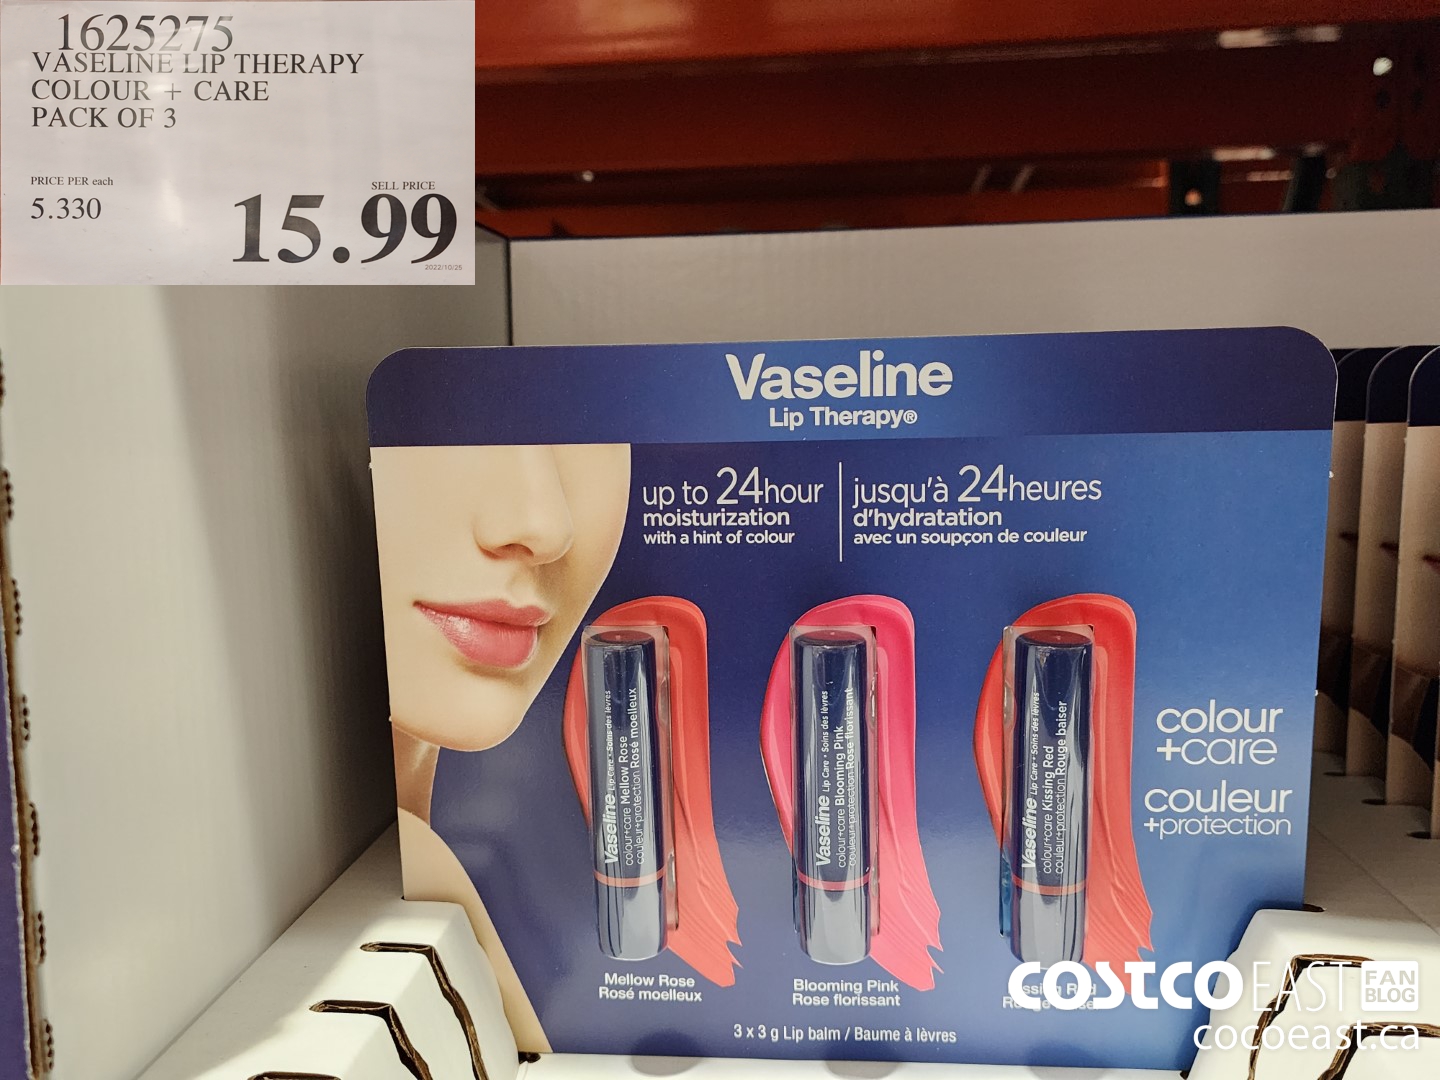 1625275
VASELINE LIP THERAPY
COLOUR + CARE
PACK OF 3
PRICE PER each
5.330
SELL PRICE
15.99
2022/10/25
Vaseline
Lip Therapy®
up to 24hour
moisturization
with a hint of colour
jusqu'à 24heures
d'hydratation
avec un soupçon de couleur
Vaseline Lip Care • Soins des lèvres
colour+care Mellow Rose
couleur+protection Rosé moelleux
Vaseline Lip Care • Soins des lèvres
colour+care Blooming Pink
couleur+protection Rose florissant
Vaseline Lip Care • Soins des lèvres
colour+care Kissing Red
couleur+protection Rouge baiser
colour
+care
couleur
+protection
Mellow Rose
Rosé moelleux
Blooming Pink
Rose florissant
3 x 3 g Lip balm / Baume à lèvres
COSTCO EAST FAN BLOG
cocoeast.ca